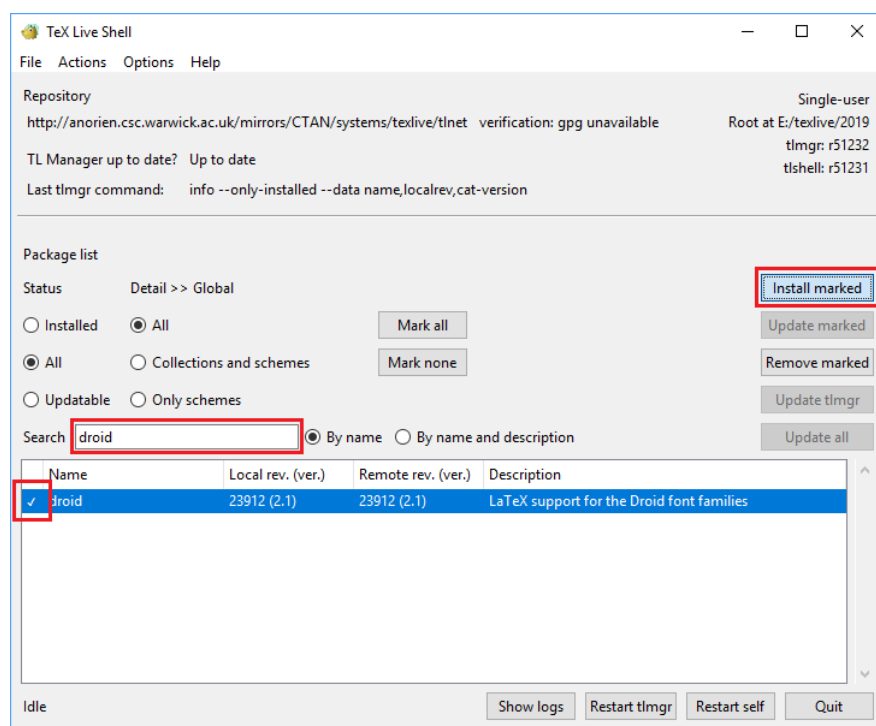 TeX Live Shell
File Actions Options Help
Repository
Single-user
http://anorien.csc.warwick.ac.uk/mirrors/CTAN/systems/texlive/tlnet verification: gpg unavailable
Root at E:/texlive/2019
tlmgr: r51232
TL Manager up to date? Up to date
tlshell: r51231
Last tlmgr command: info --only-installed --data name,localrev,cat-version
Package list
Status Detail >> Global Install marked
Installed All Mark all Update marked
All Collections and schemes Mark none Remove marked
Updatable Only schemes Update tlmgr
Search droid By name By name and description Update all
Name Local rev. (ver.) Remote rev. (ver.) Description
droid 23912 (2.1) 23912 (2.1) LaTeX support for the Droid font families
Idle Show logs Restart tlmgr Restart self Quit